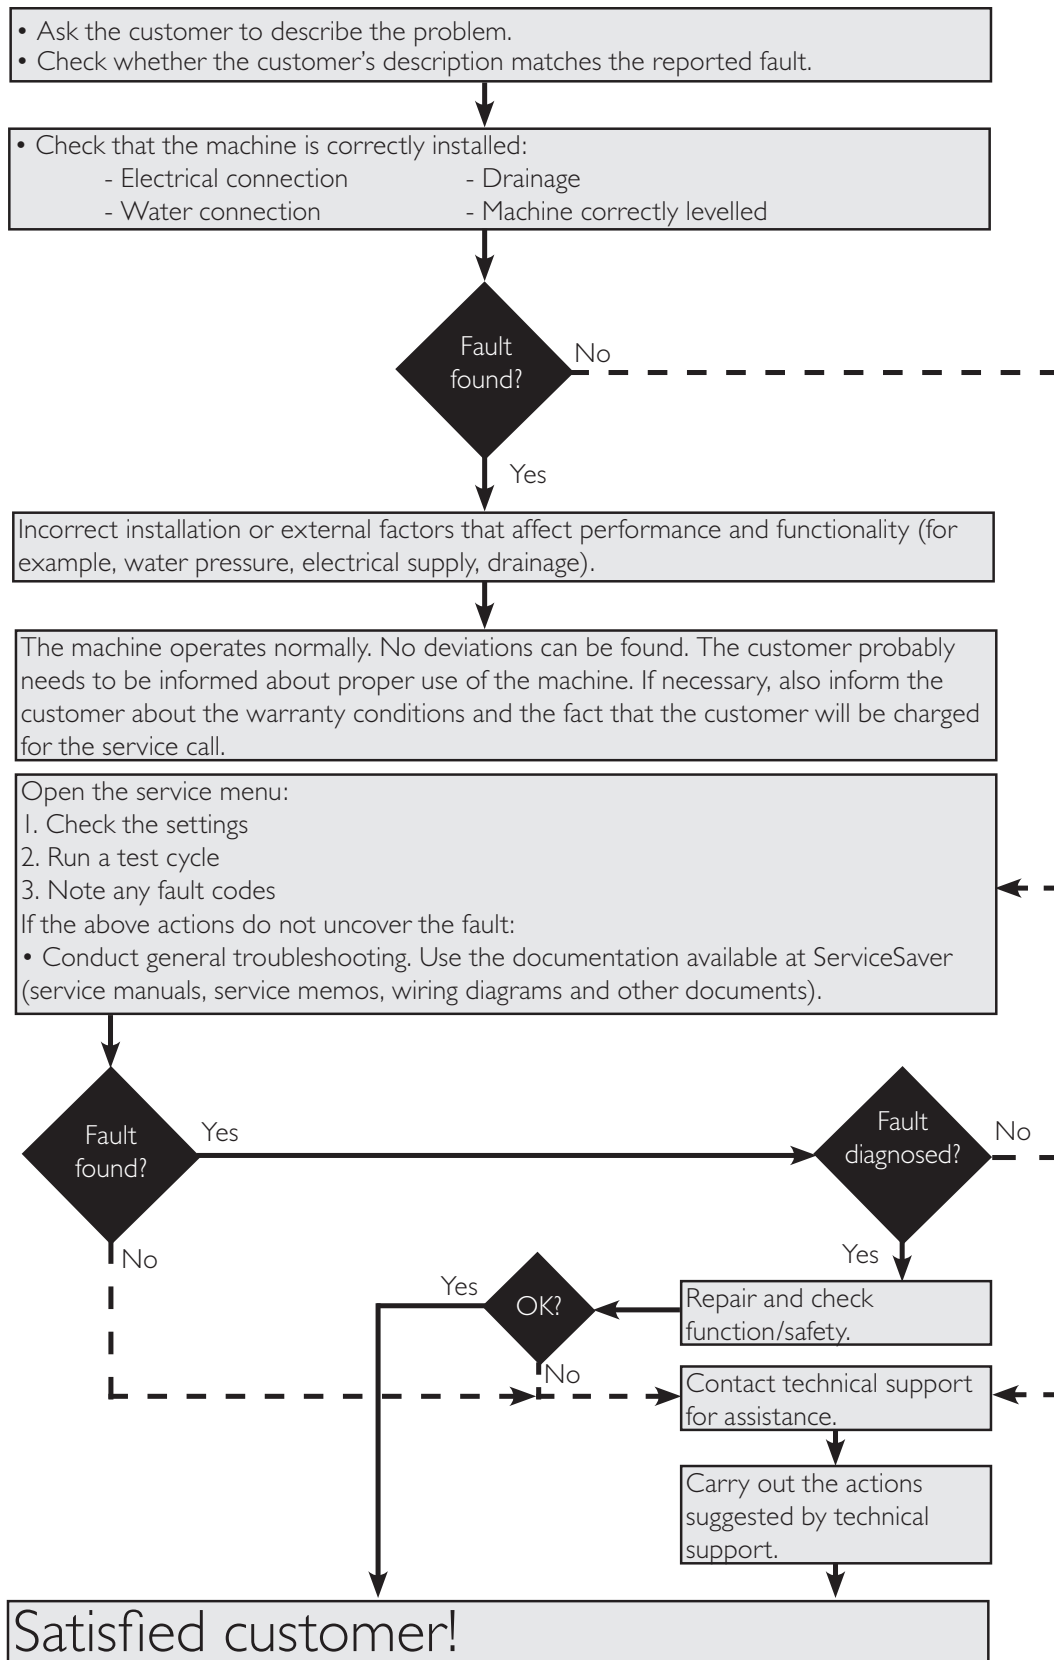 • Ask the customer to describe the problem.
• Check whether the customer's description matches the reported fault.
• Check that the machine is correctly installed:
- Electrical connection - Drainage
- Water connection - Machine correctly levelled
Fault
found?
No
Yes
Incorrect installation or external factors that affect performance and functionality (for
example, water pressure, electrical supply, drainage).
The machine operates normally. No deviations can be found. The customer probably
needs to be informed about proper use of the machine. If necessary, also inform the
customer about the warranty conditions and the fact that the customer will be charged
for the service call.
Open the service menu:
1. Check the settings
2. Run a test cycle
3. Note any fault codes
If the above actions do not uncover the fault:
• Conduct general troubleshooting. Use the documentation available at ServiceSaver
(service manuals, service memos, wiring diagrams and other documents).
Fault
found?
Yes
No
Fault
diagnosed?
No
Yes
Repair and check
function/safety.
OK?
Yes
No
Contact technical support
for assistance.
Carry out the actions
suggested by technical
support.
Satisfied customer!